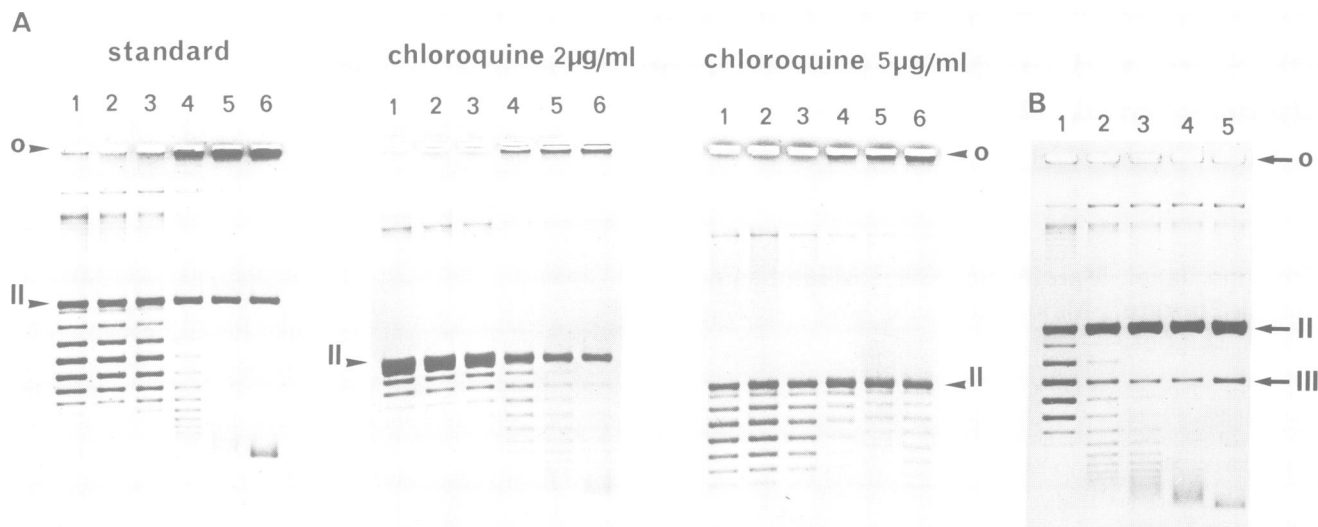 A
standard
1 2 3 4 5 6
o
II
chloroquine 2µg/ml
1 2 3 4 5 6
II
chloroquine 5µg/ml
1 2 3 4 5 6
o
II
B
1 2 3 4 5
o
II
III